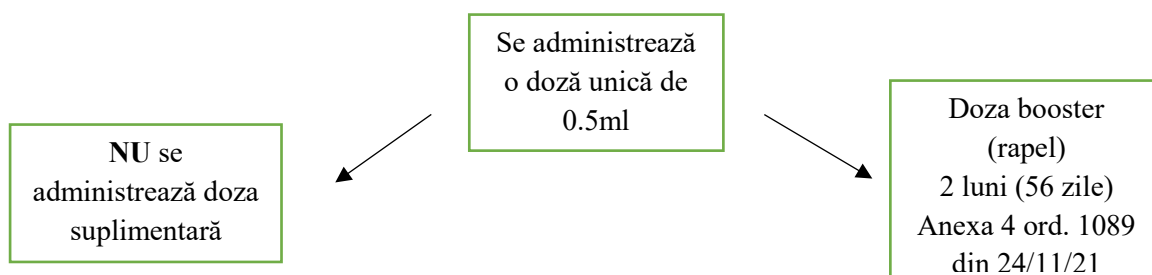 Se administrează
o doză unică de
0.5ml
NU se
administrează doza
suplimentară
Doza booster
(rapel)
2 luni (56 zile)
Anexa 4 ord. 1089
din 24/11/21